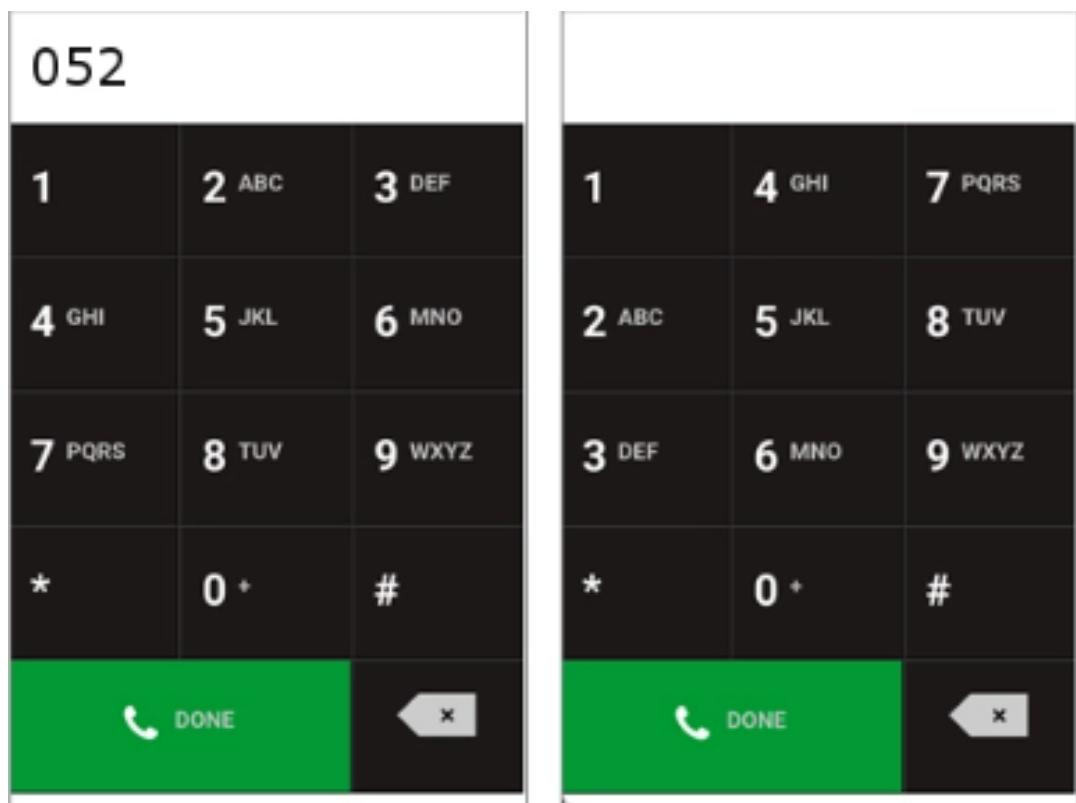 052
1 2 ABC 3 DEF
4 GHI 5 JKL 6 MNO
7 PQRS 8 TUV 9 WXYZ
* 0 + #
DONE ×
1 4 GHI 7 PQRS
2 ABC 5 JKL 8 TUV
3 DEF 6 MNO 9 WXYZ
* 0 + #
DONE ×